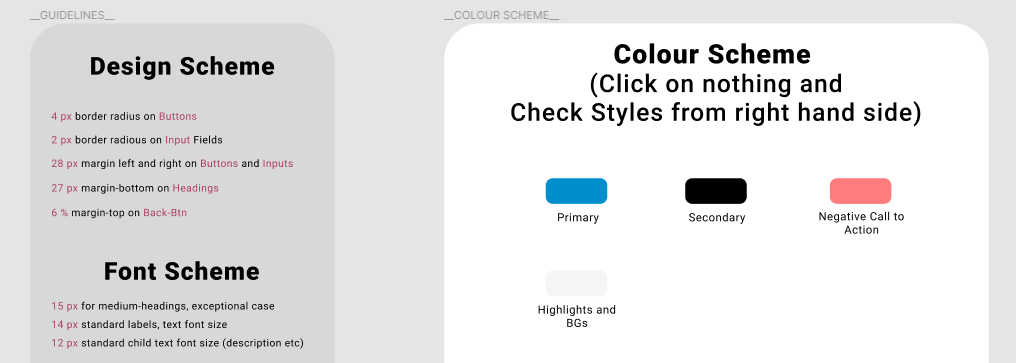 __GUIDELINES__
Design Scheme
4 px border radius on Buttons
2 px border radious on Input Fields
28 px margin left and right on Buttons and Inputs
27 px margin-bottom on Headings
6 % margin-top on Back-Btn
Font Scheme
15 px for medium-headings, exceptional case
14 px standard labels, text font size
12 px standard child text font size (description etc)
__COLOUR SCHEME__
Colour Scheme
(Click on nothing and
Check Styles from right hand side)
Primary
Secondary
Negative Call to
Action
Highlights and
BGs